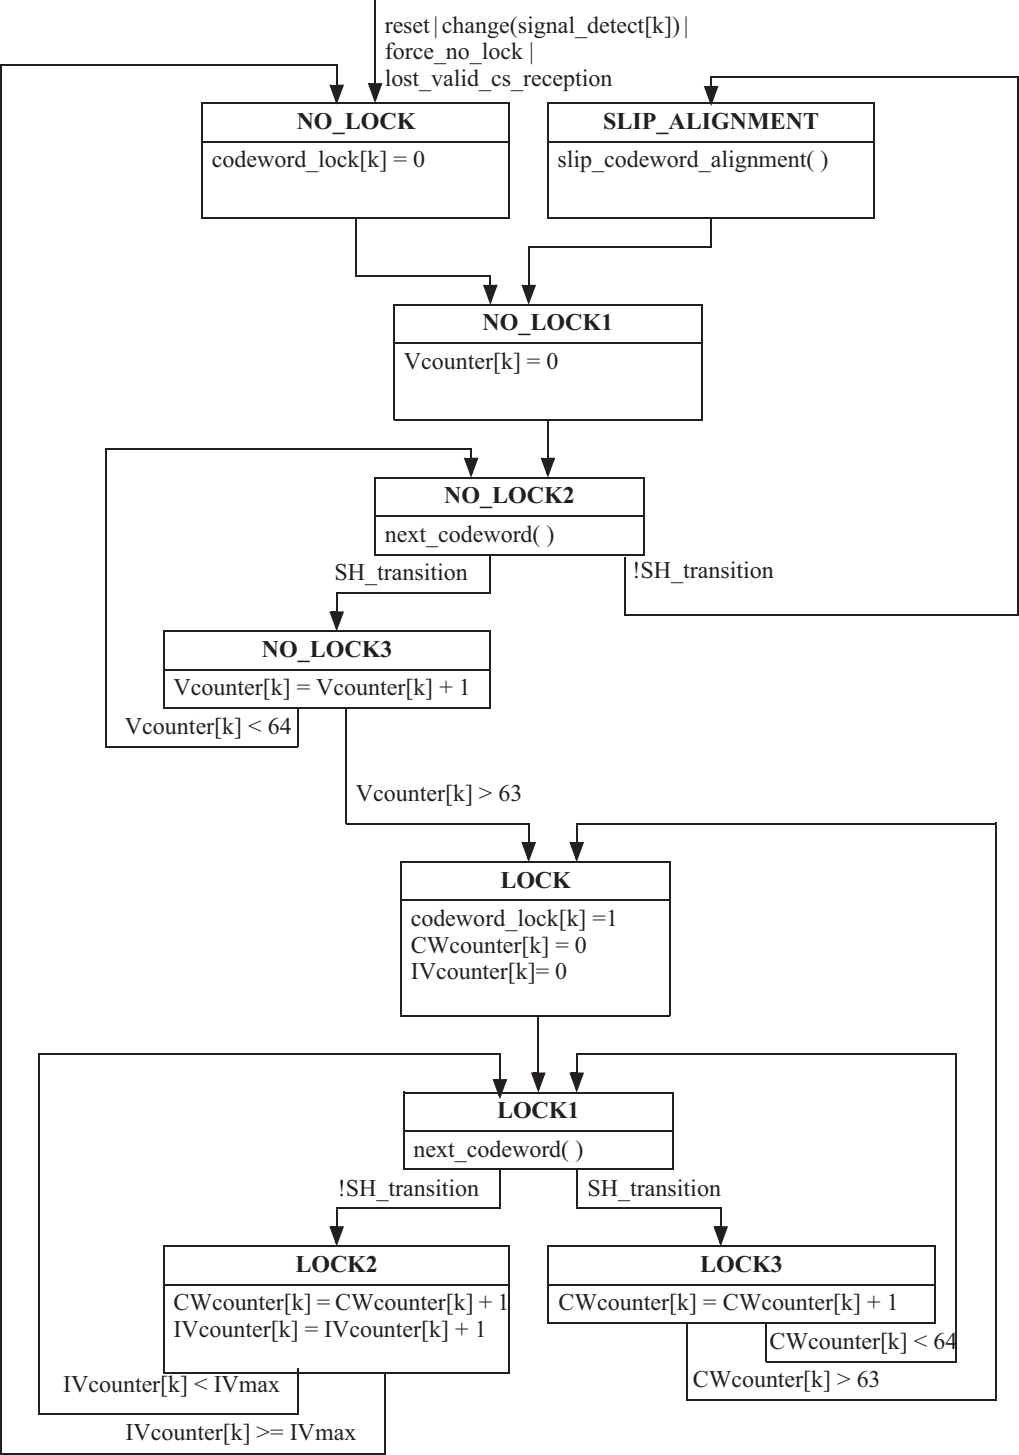 reset | change(signal_detect[k]) |
force_no_lock |
lost_valid_cs_reception
NO_LOCK
codeword_lock[k] = 0
SLIP_ALIGNMENT
slip_codeword_alignment( )
NO_LOCK1
Vcounter[k] = 0
NO_LOCK2
next_codeword( )
SH_transition
!SH_transition
NO_LOCK3
Vcounter[k] = Vcounter[k] + 1
Vcounter[k] < 64
Vcounter[k] > 63
LOCK
codeword_lock[k] =1
CWcounter[k] = 0
IVcounter[k]= 0
LOCK1
next_codeword( )
!SH_transition
SH_transition
LOCK2
CWcounter[k] = CWcounter[k] + 1
IVcounter[k] = IVcounter[k] + 1
LOCK3
CWcounter[k] = CWcounter[k] + 1
CWcounter[k] < 64
CWcounter[k] > 63
IVcounter[k] < IVmax
IVcounter[k] >= IVmax